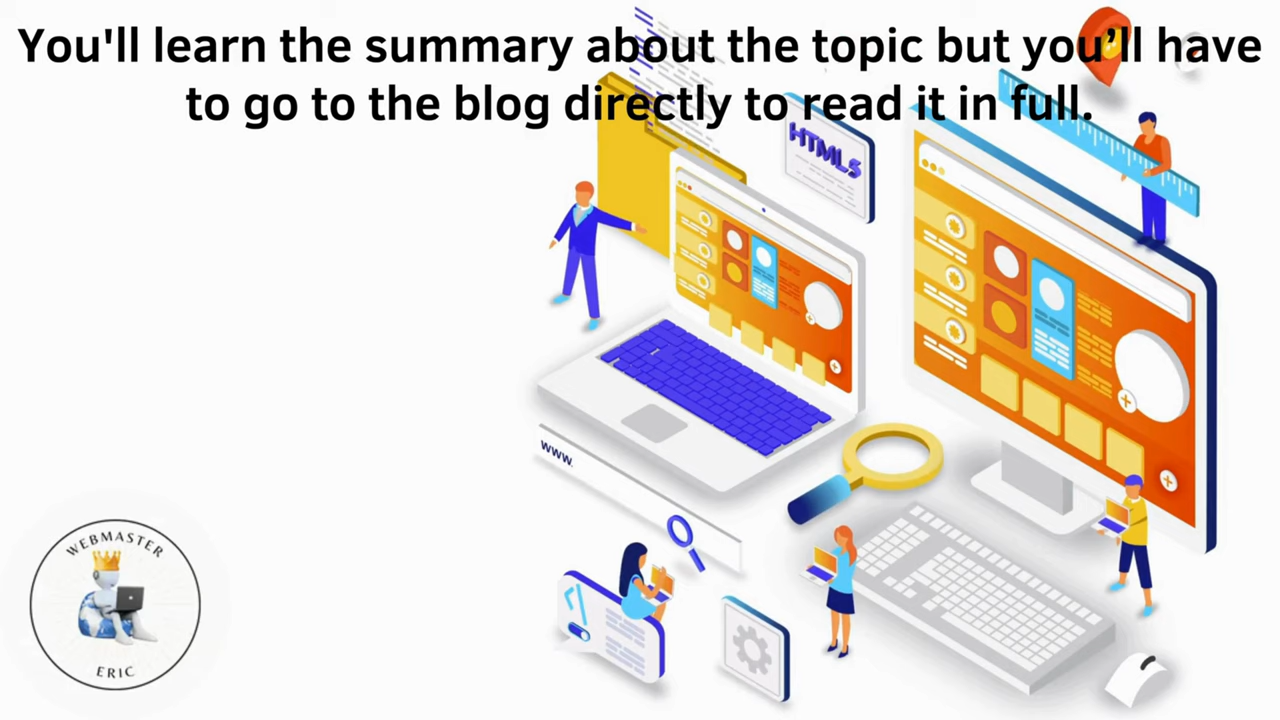 You'll learn the summary about the topic but you’ll have
to go to the blog directly to read it in full.
HTML5
www.
WEBMASTER
ERIC